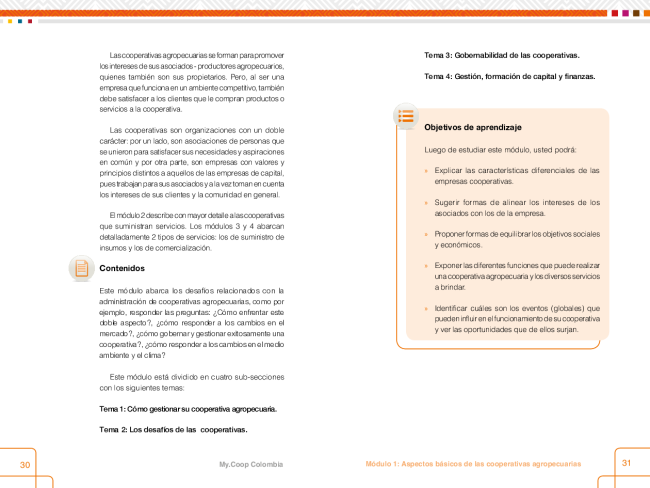 Las cooperativas agropecuarias se forman para promover
los intereses de sus asociados - productores agropecuarios,
quienes también son sus propietarios. Pero, al ser una
empresa que funciona en un ambiente competitivo, también
debe satisfacer a los clientes que le compran productos o
servicios a la cooperativa.
Las cooperativas son organizaciones con un doble
carácter: por un lado, son asociaciones de personas que
se unieron para satisfacer sus necesidades y aspiraciones
en común y por otra parte, son empresas con valores y
principios distintos a aquellos de las empresas de capital,
pues trabajan para sus asociados y a la vez toman en cuenta
los intereses de sus clientes y la comunidad en general.
El módulo 2 describe con mayor detalle a las cooperativas
que suministran servicios. Los módulos 3 y 4 abarcan
detalladamente 2 tipos de servicios: los de suministro de
insumos y los de comercialización.
Contenidos
Este módulo abarca los desafíos relacionados con la
administración de cooperativas agropecuarias, como por
ejemplo, responder las preguntas: ¿Cómo enfrentar este
doble aspecto?, ¿cómo responder a los cambios en el
mercado?, ¿cómo gobernar y gestionar exitosamente una
cooperativa?, ¿cómo responder a los cambios en el medio
ambiente y el clima?
Este módulo está dividido en cuatro sub-secciones
con los siguientes temas:
Tema 1: Cómo gestionar su cooperativa agropecuaria.
Tema 2: Los desafíos de las cooperativas.
30
My.Coop Colombia
Tema 3: Gobernabilidad de las cooperativas.
Tema 4: Gestión, formación de capital y finanzas.
Objetivos de aprendizaje
Luego de estudiar este módulo, usted podrá:
» Explicar las características diferenciales de las
empresas cooperativas.
» Sugerir formas de alinear los intereses de los
asociados con los de la empresa.
» Proponer formas de equilibrar los objetivos sociales
y económicos.
» Exponer las diferentes funciones que puede realizar
una cooperativa agropecuaria y los diversos servicios
a brindar.
» Identificar cuáles son los eventos (globales) que
pueden influir en el funcionamiento de su cooperativa
y ver las oportunidades que de ellos surjan.
Módulo 1: Aspectos básicos de las cooperativas agropecuarias
31